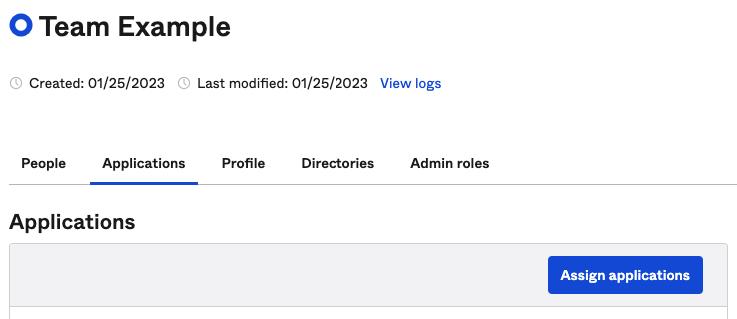 Team Example
Created: 01/25/2023 Last modified: 01/25/2023 View logs
People Applications Profile Directories Admin roles
Applications
Assign applications